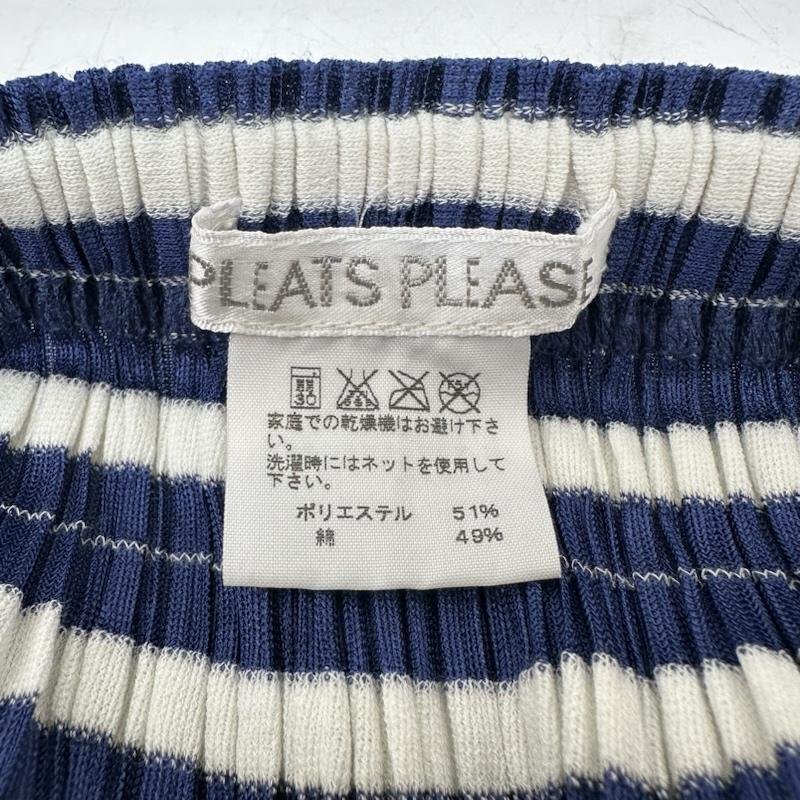 PLEATS PLEASE
30
家庭での乾燥機はお避け下さ
い。
洗濯時にはネットを使用して
下さい。
ポリエステル 51%
綿 49%